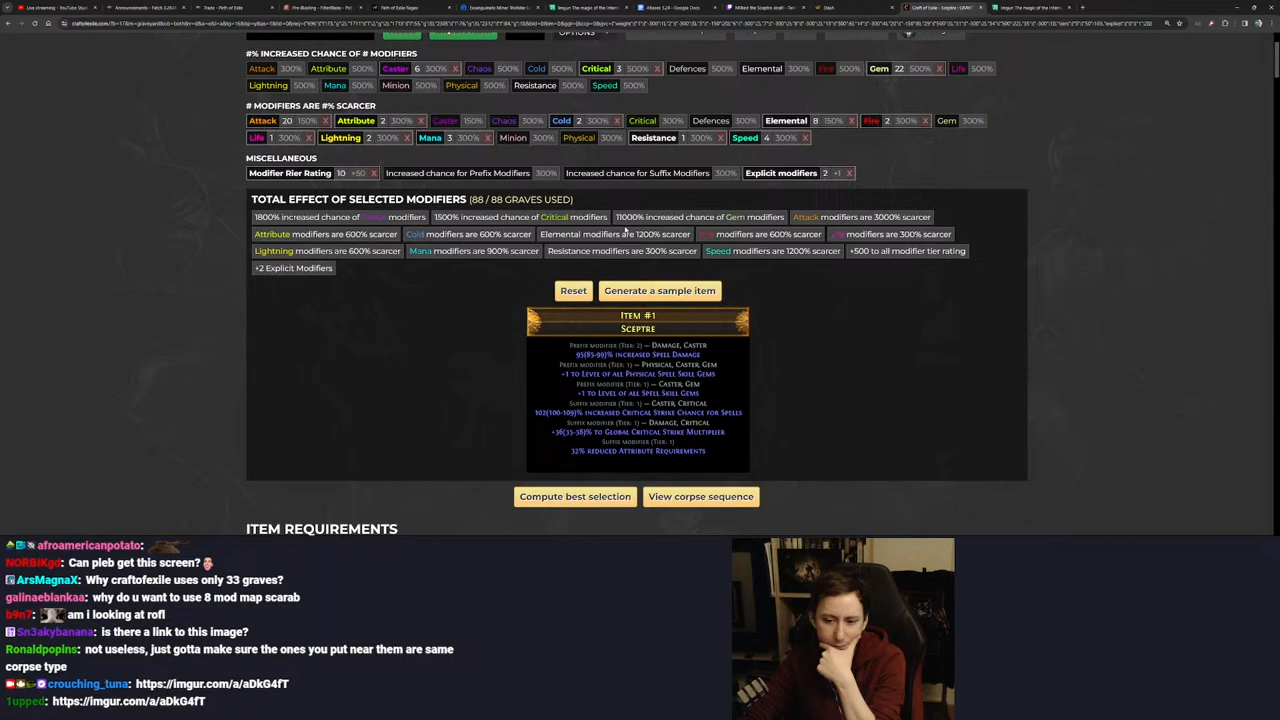 #% INCREASED CHANCE OF # MODIFIERS
Attack 300% Attribute 500% Caster 6 500% X Chaos 500% Cold 500% Critical 3 500% X Defences 500% Elemental 300% Fire 500% Gem 22 500% X Life 500%
Lightning 500% Mana 500% Minion 500% Physical 500% Resistance 500% Speed 500%
# MODIFIERS ARE #% SCARCER
Attack 20 150% X Attribute 2 300% X Caster 150% Chaos 300% Cold 2 300% X Critical 300% Defences 300% Elemental 8 150% X Fire 2 300% X Gem 300%
Life 1 300% X Lightning 2 300% X Mana 3 300% X Minion 300% Physical 300% Resistance 1 300% X Speed 4 300% X
MISCELLANEOUS
Modifier Rier Rating 10 +50 X Increased chance for Prefix Modifiers 300% Increased chance for Suffix Modifiers 300% Explicit modifiers 2 +1 X
TOTAL EFFECT OF SELECTED MODIFIERS (88 / 88 GRAVES USED)
1800% increased chance of Caster modifiers 1500% increased chance of Critical modifiers 11000% increased chance of Gem modifiers Attack modifiers are 3000% scarcer
Attribute modifiers are 600% scarcer Cold modifiers are 600% scarcer Elemental modifiers are 1200% scarcer Fire modifiers are 600% scarcer Life modifiers are 300% scarcer
Lightning modifiers are 600% scarcer Mana modifiers are 900% scarcer Resistance modifiers are 300% scarcer Speed modifiers are 1200% scarcer +500 to all modifier tier rating
+2 Explicit Modifiers
Reset Generate a sample item
ITEM #1
SCEPTRE
PREFIX MODIFIER (TIER: 2) — DAMAGE, CASTER
95(85-99)% INCREASED SPELL DAMAGE
PREFIX MODIFIER (TIER: 1) — PHYSICAL, CASTER, GEM
+1 TO LEVEL OF ALL PHYSICAL SPELL SKILL GEMS
PREFIX MODIFIER (TIER: 1) — CASTER, GEM
+1 TO LEVEL OF ALL SPELL SKILL GEMS
SUFFIX MODIFIER (TIER: 1) — CASTER, CRITICAL
102(100-109)% INCREASED CRITICAL STRIKE CHANCE FOR SPELLS
SUFFIX MODIFIER (TIER: 1) — DAMAGE, CRITICAL
+36(35-38)% TO GLOBAL CRITICAL STRIKE MULTIPLIER
SUFFIX MODIFIER (TIER: 1)
32% REDUCED ATTRIBUTE REQUIREMENTS
Compute best selection View corpse sequence
ITEM REQUIREMENTS
afroamericanpotato:
NORBIKgd: Can pleb get this screen?
ArsMagnaX: Why craftofexile uses only 33 graves?
galinaeblankaa: why do u want to use 8 mod map scarab
b9n7: am i looking at rofl
Sn3akybanana: is there a link to this image?
Ronaldpopins: not useless, just gotta make sure the ones you put near them are same
corpse type
crouching_tuna: https://imgur.com/a/aDkG4fT
1upped: https://imgur.com/a/aDkG4fT